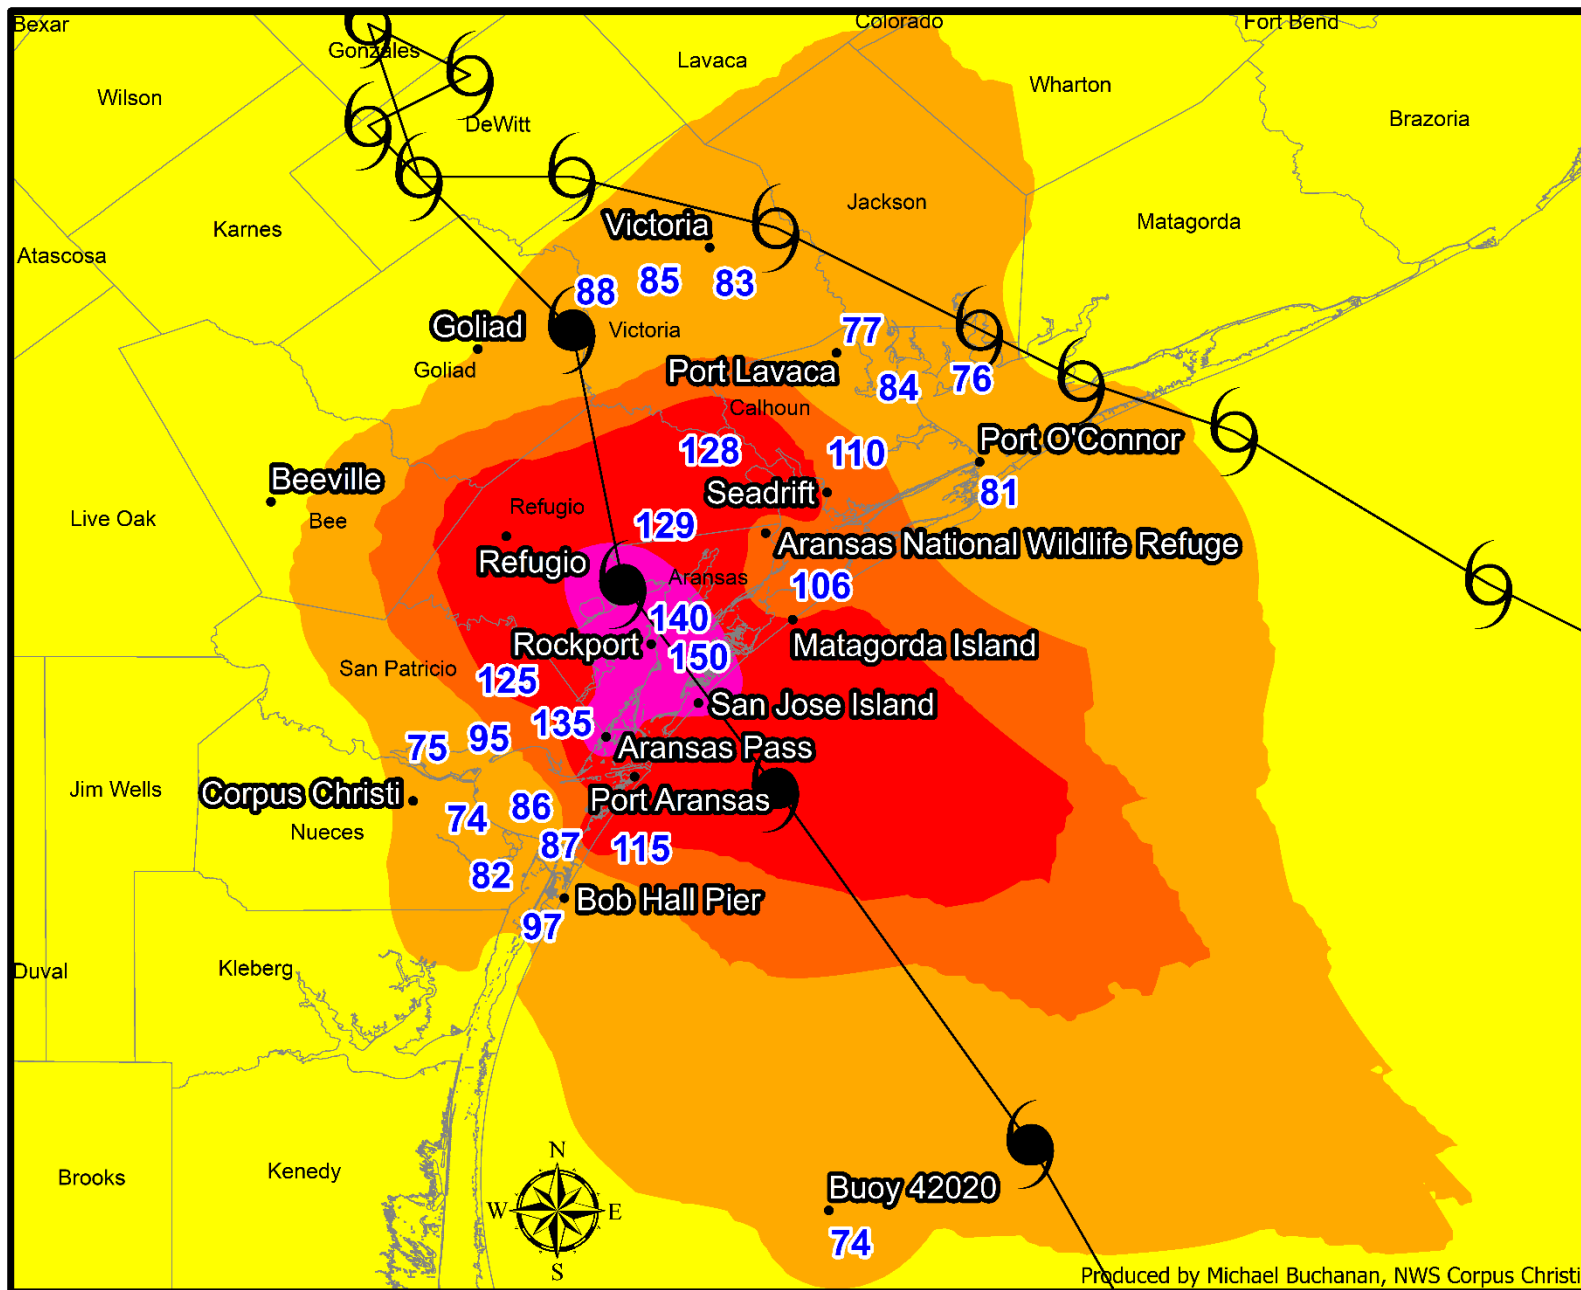 Bexar
Gonzales
Colorado
Fort Bend
Lavaca
Wharton
Wilson
DeWitt
Brazoria
Jackson
Karnes
Matagorda
Victoria
Atascosa
88
85
83
Goliad
Victoria
77
Goliad
Port Lavaca
84
76
Calhoun
Port O'Connor
128
110
Beeville
Seadrift
81
Live Oak
Bee
Refugio
129
Aransas National Wildlife Refuge
Refugio
Aransas
106
140
Rockport
Matagorda Island
150
San Patricio
125
San Jose Island
135
95
75
Aransas Pass
Jim Wells
Corpus Christi
Port Aransas
86
74
Nueces
87
115
82
Bob Hall Pier
97
Duval
Kleberg
N
Brooks
Kenedy
Buoy 42020
W
E
74
S
Produced by Michael Buchanan, NWS Corpus Christi